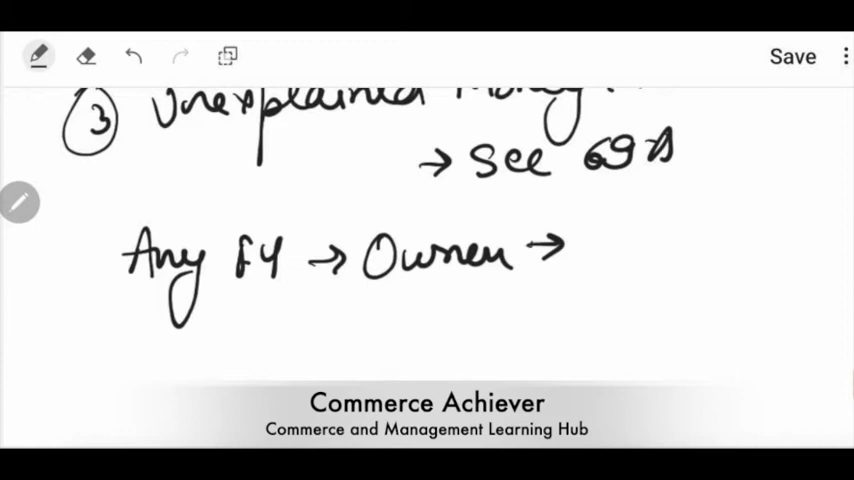 Save
③ Unexplained Money
→ Sec 69A
Any FY → Owner →
Commerce Achiever
Commerce and Management Learning Hub